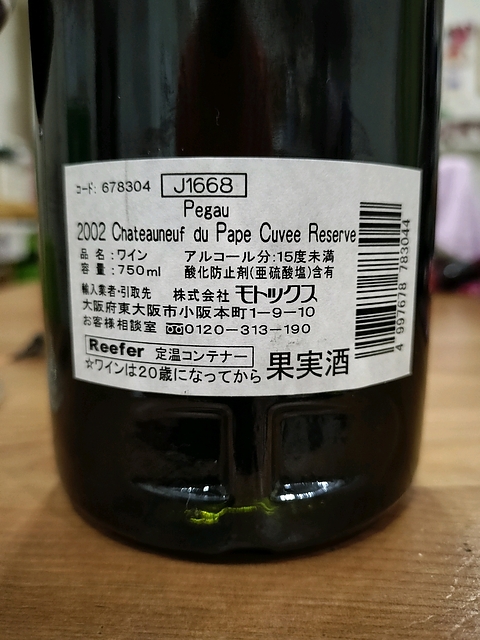 コード: 678304 J1668
Pegau
2002 Chateauneuf du Pape Cuvee Reserve
品 名 :ワイン アルコール分:15度未満
容 量 :750ml 酸化防止剤(亜硫酸塩)含有
輸入業者・引取先 株式会社 モトックス
大阪府東大阪市小阪本町1-9-10
お客様相談室 0120-313-190
Reefer 定温コンテナー
☆ワインは20歳になってから 果実酒
4 997678 783044